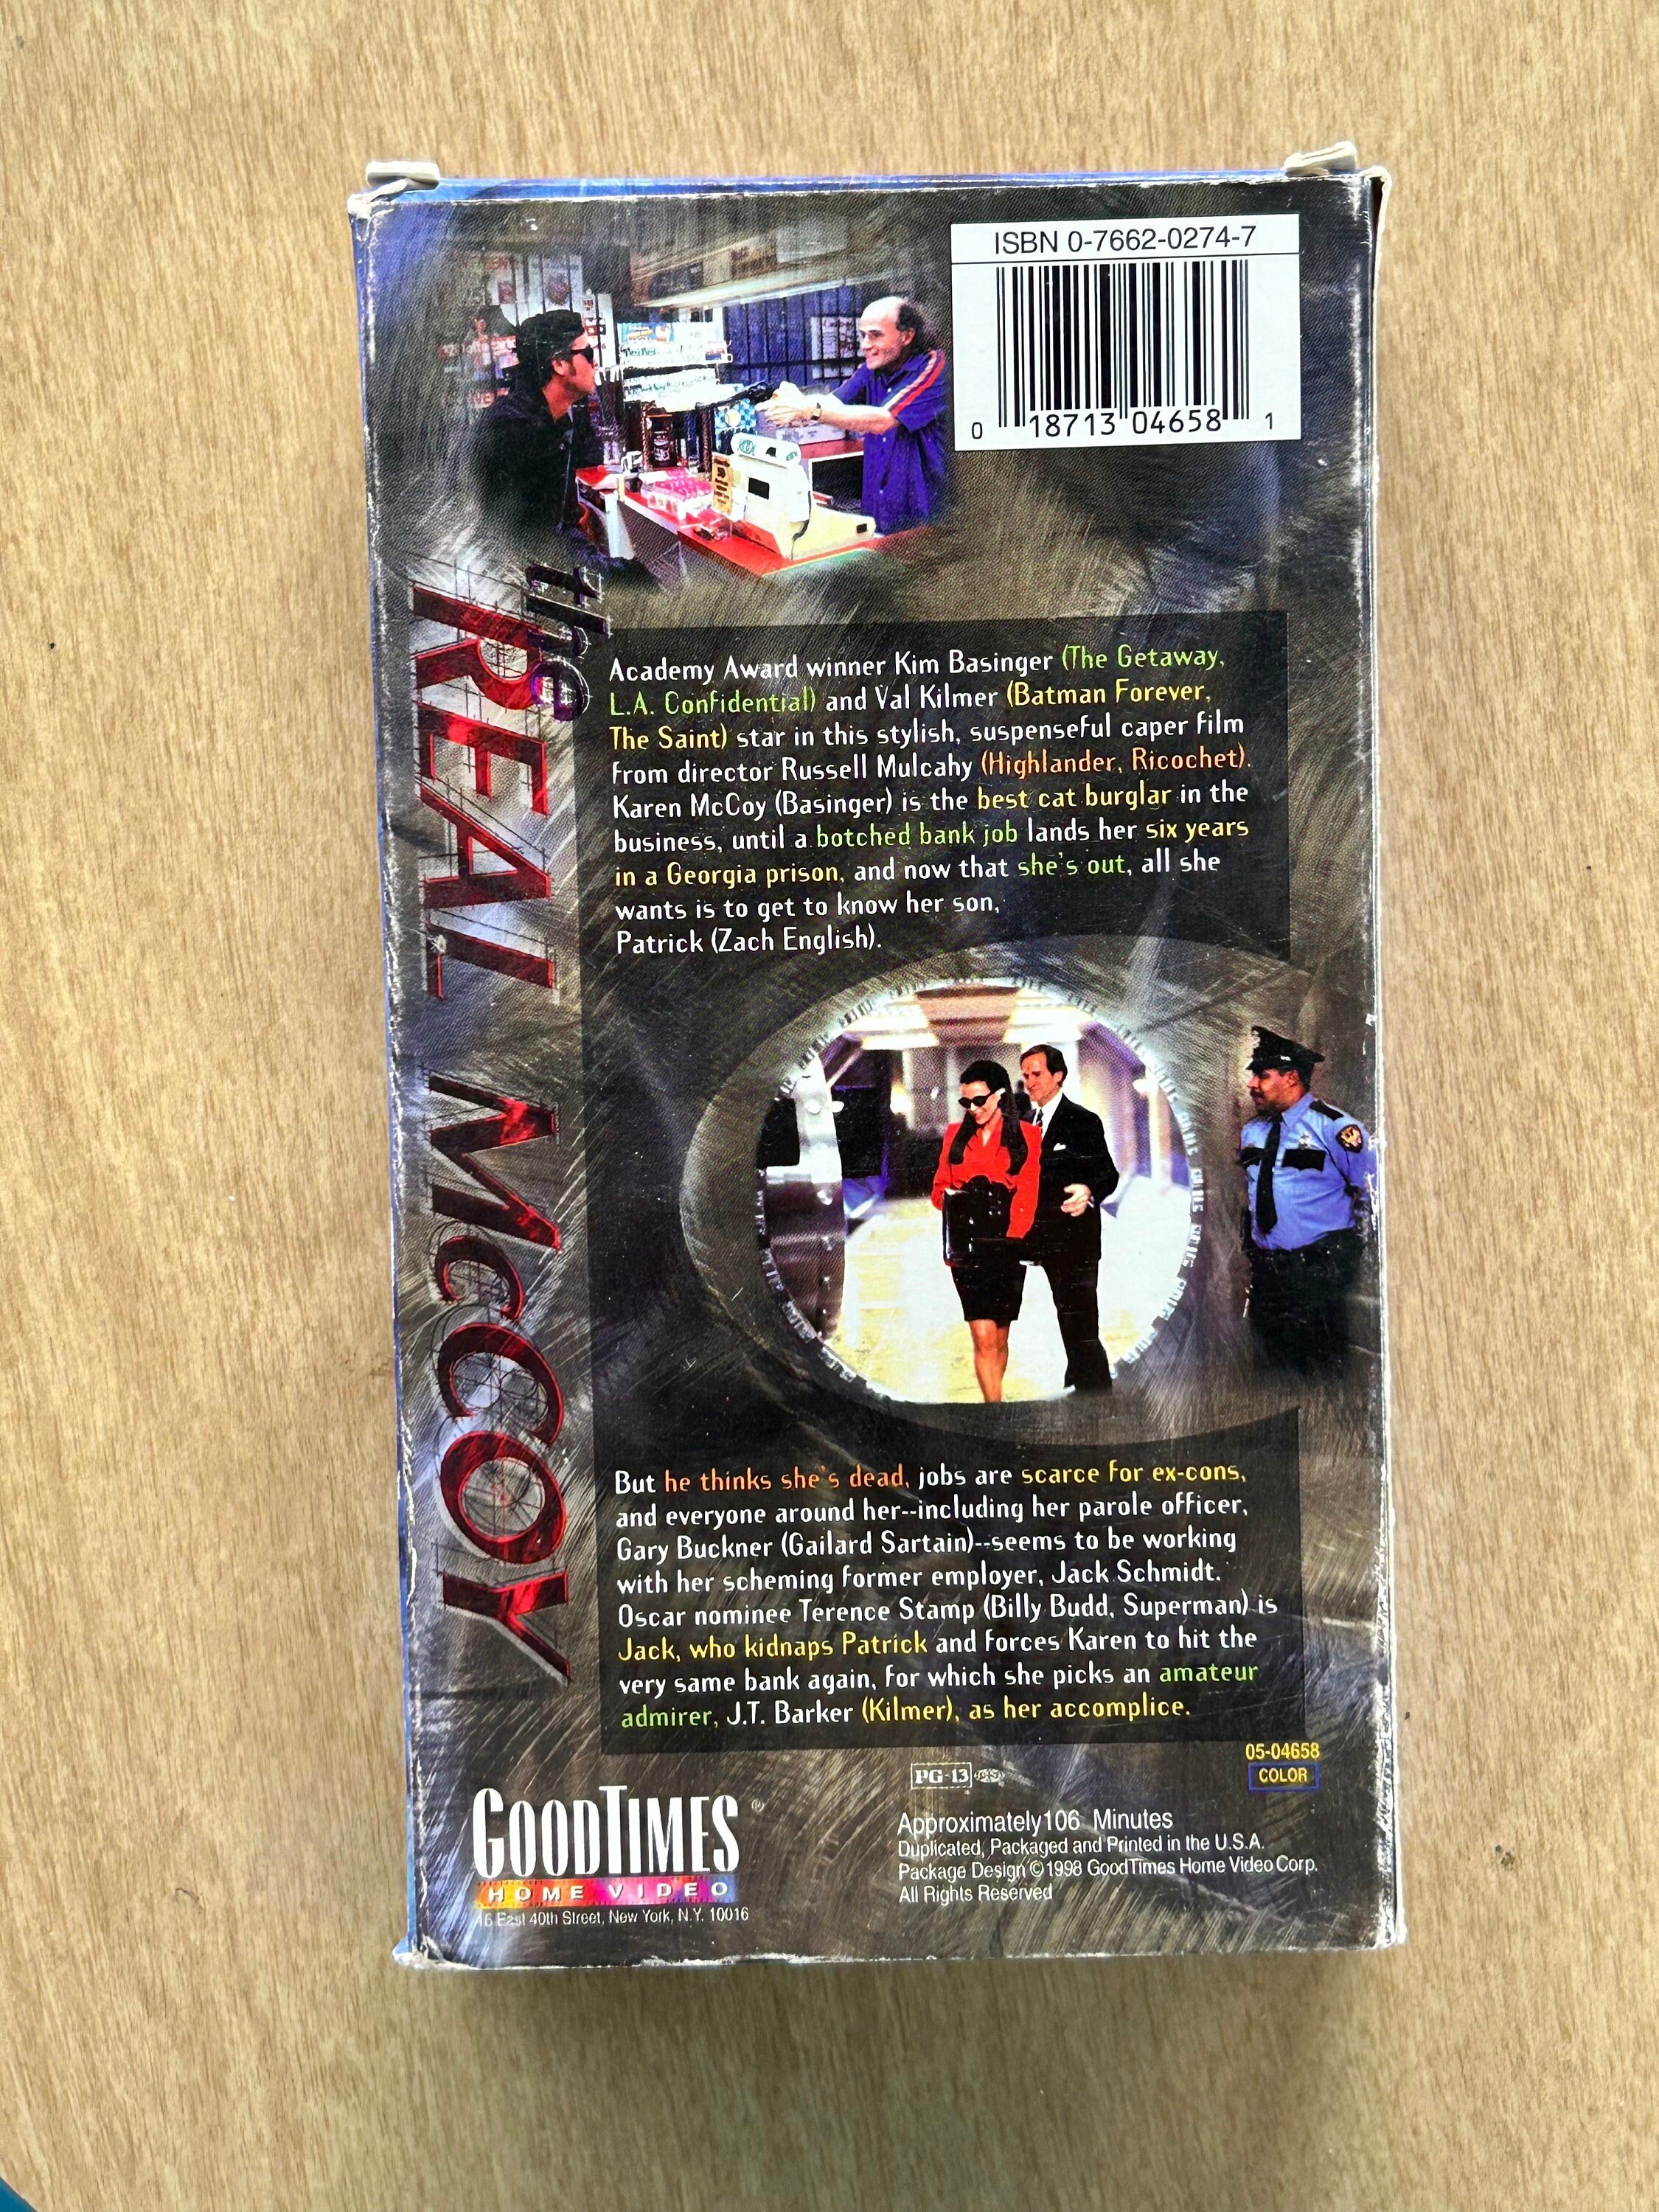 ISBN 0-7662-0274-7
0 18713 04658 1
the
REAL McCOY
Academy Award winner Kim Basinger (The Getaway,
L.A. Confidential) and Val Kilmer (Batman Forever,
The Saint) star in this stylish, suspenseful caper film
from director Russell Mulcahy (Highlander, Ricochet).
Karen McCoy (Basinger) is the best cat burglar in the
business, until a botched bank job lands her six years
in a Georgia prison, and now that she's out, all she
wants is to get to know her son,
Patrick (Zach English).
But he thinks she's dead, jobs are scarce for ex-cons,
and everyone around her--including her parole officer,
Gary Buckner (Gailard Sartain)--seems to be working
with her scheming former employer, Jack Schmidt.
Oscar nominee Terence Stamp (Billy Budd, Superman) is
Jack, who kidnaps Patrick and forces Karen to hit the
very same bank again, for which she picks an amateur
admirer, J.T. Barker (Kilmer), as her accomplice.
05-04658
COLOR
PG-13
GOODTIMES ®
HOME VIDEO
16 East 40th Street, New York, N.Y. 10016
Approximately 106 Minutes
Duplicated, Packaged and Printed in the U.S.A.
Package Design © 1998 GoodTimes Home Video Corp.
All Rights Reserved